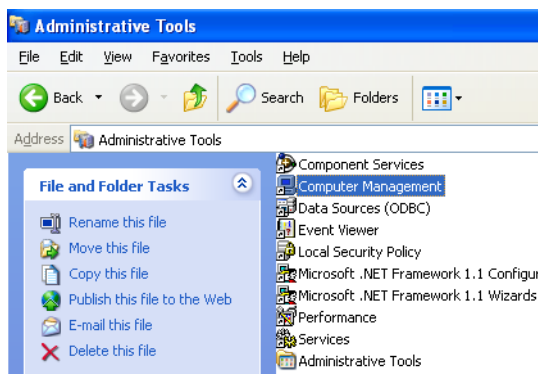 Administrative Tools
File Edit View Favorites Tools Help
Back Search Folders
Address Administrative Tools
File and Folder Tasks
Rename this file
Move this file
Copy this file
Publish this file to the Web
E-mail this file
Delete this file
Component Services
Computer Management
Data Sources (ODBC)
Event Viewer
Local Security Policy
Microsoft .NET Framework 1.1 Configur
Microsoft .NET Framework 1.1 Wizards
Performance
Services
Administrative Tools